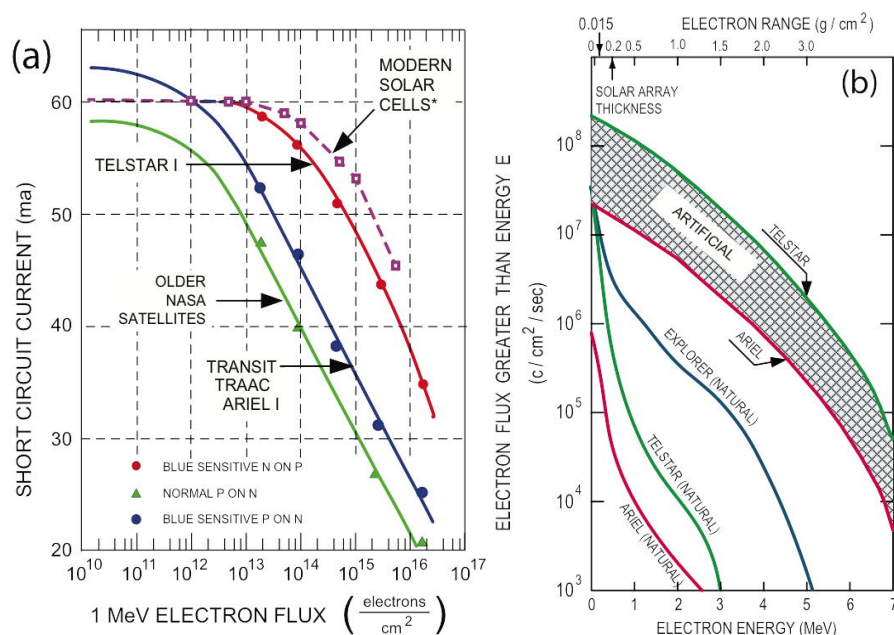 (a)
SHORT CIRCUIT CURRENT (ma)
60
50
40
30
20
MODERN
SOLAR
CELLS*
TELSTAR I
OLDER
NASA
SATELLITES
TRANSIT
TRAAC
ARIEL I
BLUE SENSITIVE N ON P
NORMAL P ON N
BLUE SENSITIVE P ON N
10^10 10^11 10^12 10^13 10^14 10^15 10^16 10^17
1 MeV ELECTRON FLUX (electrons/cm^2)
(b)
ELECTRON RANGE (g / cm^2)
0.015
0 0.2 0.5 1.0 1.5 2.0 2.5 3.0
SOLAR ARRAY
THICKNESS
ELECTRON FLUX GREATER THAN ENERGY E
(c / cm^2 / sec)
10^8
10^7
10^6
10^5
10^4
10^3
ARTIFICIAL
TELSTAR
ARIEL
EXPLORER (NATURAL)
TELSTAR (NATURAL)
ARIEL (NATURAL)
0 1 2 3 4 5 6 7
ELECTRON ENERGY (MeV)